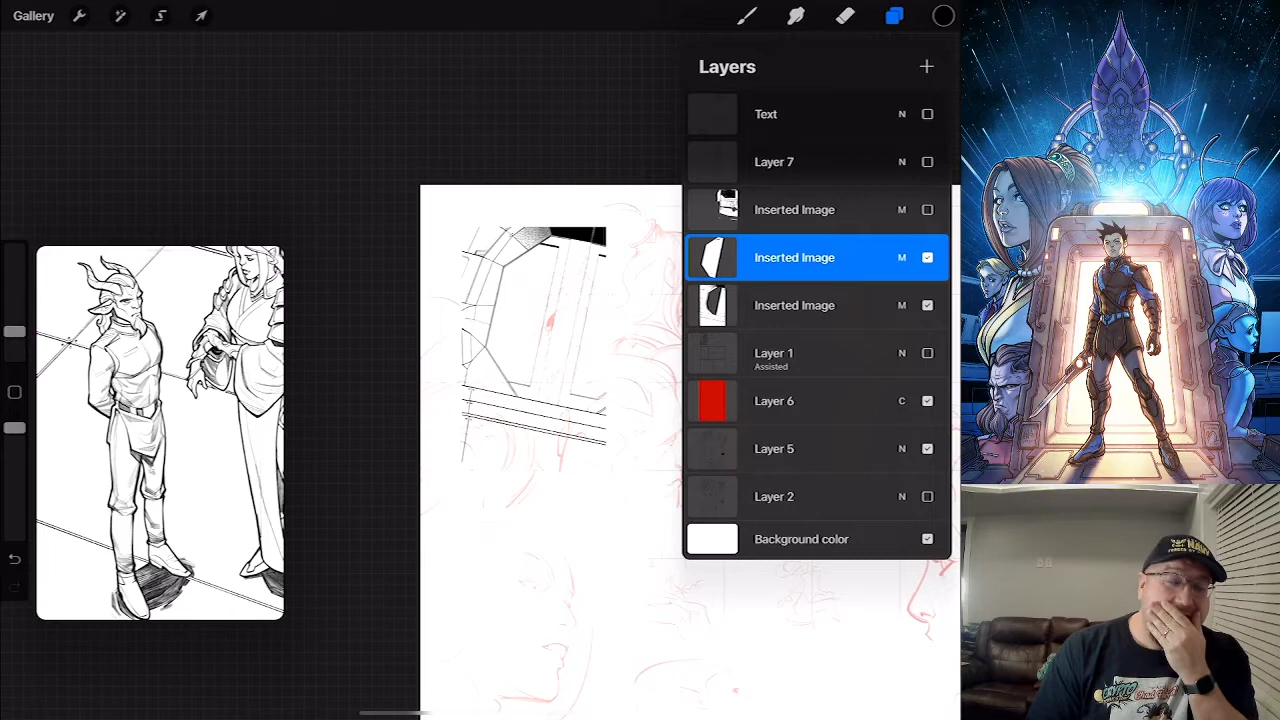 Gallery
Layers
Text N
Layer 7 N
Inserted Image M
Inserted Image M
Inserted Image M
Layer 1 N
Assisted
Layer 6 C
Layer 5 N
Layer 2 N
Background color
NAVY